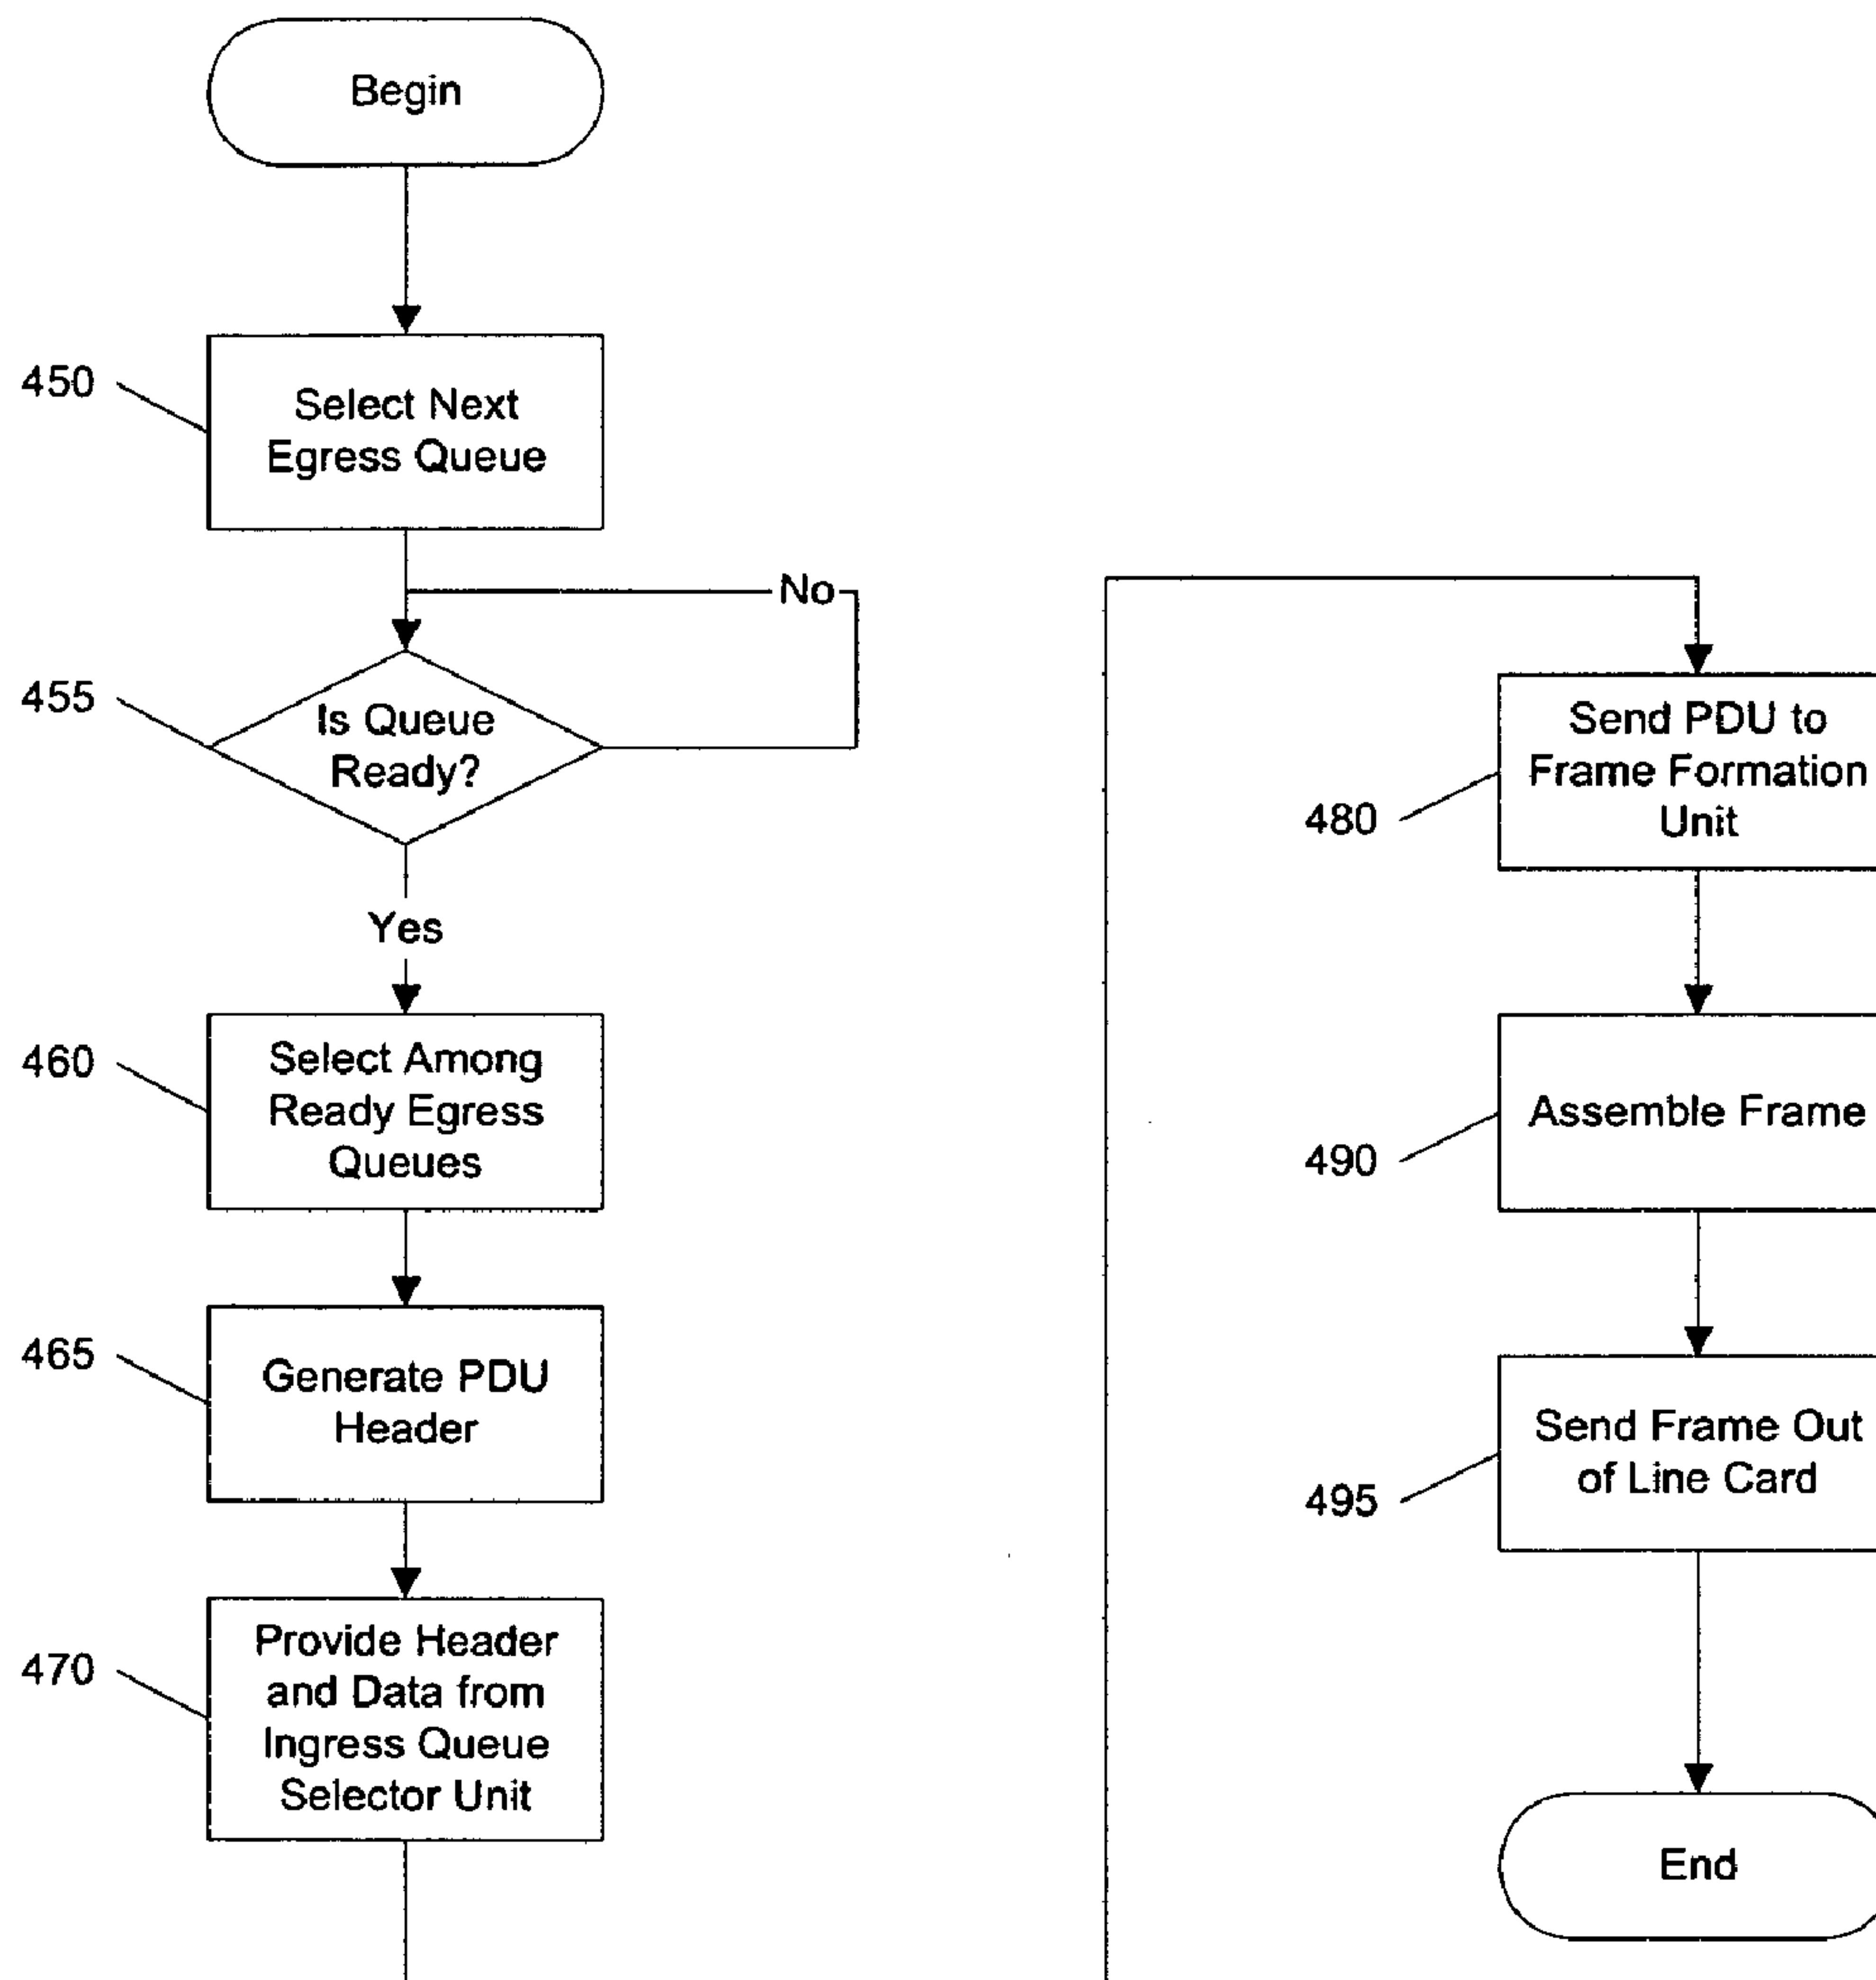 Begin
450
Select Next
Egress Queue
No
455
Is Queue
Ready?
Yes
460
Select Among
Ready Egress
Queues
465
Generate PDU
Header
470
Provide Header
and Data from
Ingress Queue
Selector Unit
480
Send PDU to
Frame Formation
Unit
490
Assemble Frame
495
Send Frame Out
of Line Card
End